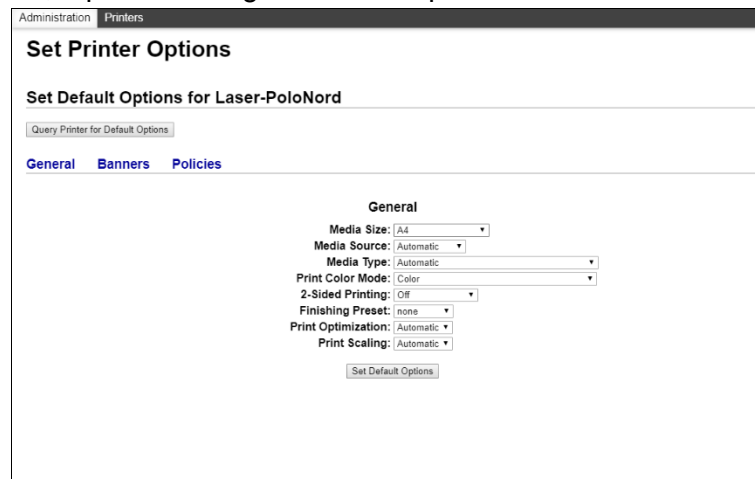 Administration Printers
Set Printer Options
Set Default Options for Laser-PoloNord
Query Printer for Default Options
General Banners Policies
General
Media Size: A4
Media Source: Automatic
Media Type: Automatic
Print Color Mode: Color
2-Sided Printing: Off
Finishing Preset: none
Print Optimization: Automatic
Print Scaling: Automatic
Set Default Options